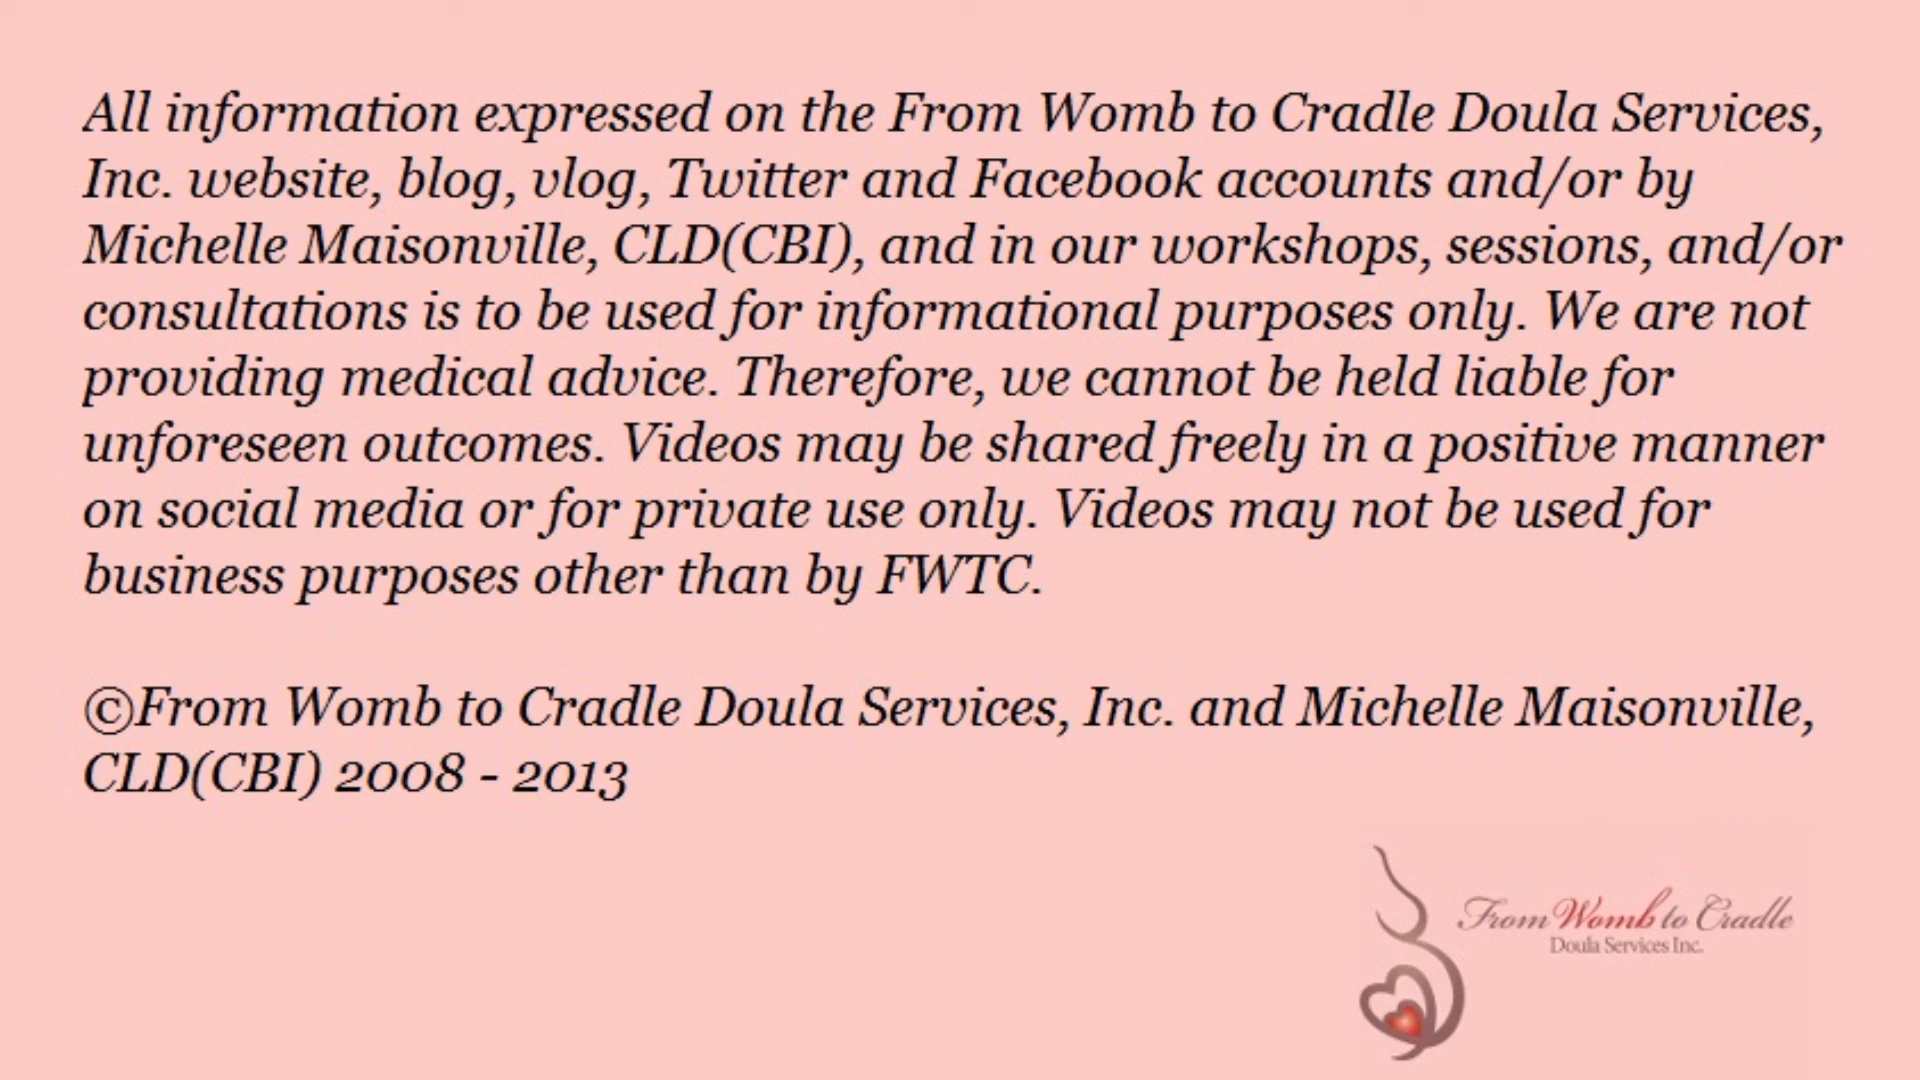 All information expressed on the From Womb to Cradle Doula Services,
Inc. website, blog, vlog, Twitter and Facebook accounts and/or by
Michelle Maisonville, CLD(CBI), and in our workshops, sessions, and/or
consultations is to be used for informational purposes only. We are not
providing medical advice. Therefore, we cannot be held liable for
unforeseen outcomes. Videos may be shared freely in a positive manner
on social media or for private use only. Videos may not be used for
business purposes other than by FWTC.
©From Womb to Cradle Doula Services, Inc. and Michelle Maisonville,
CLD(CBI) 2008 - 2013
From Womb to Cradle
Doula Services Inc.